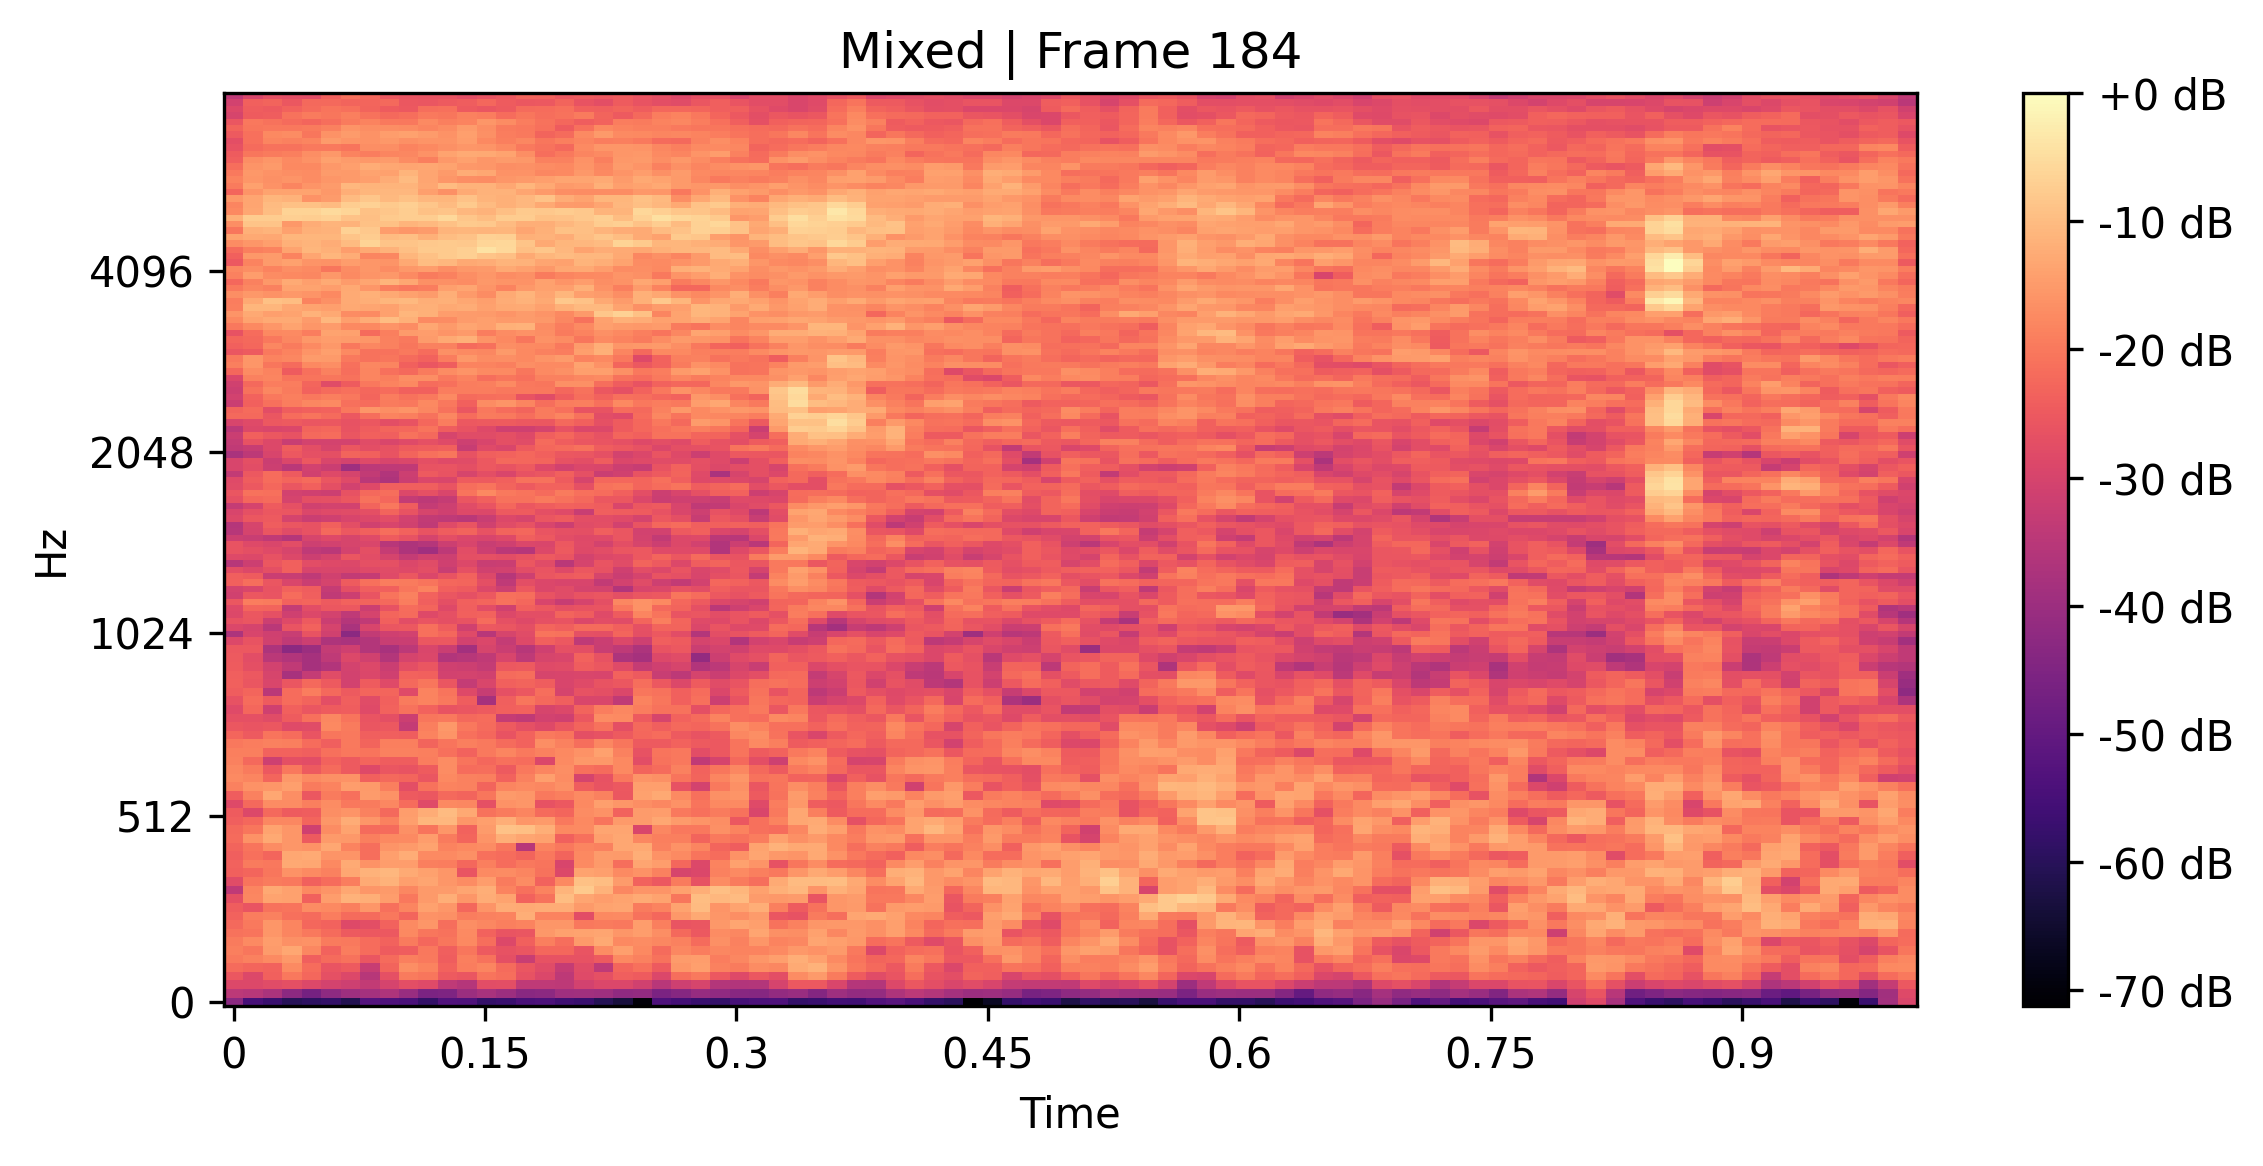 Mixed | Frame 184
+0 dB
-10 dB
-20 dB
-30 dB
-40 dB
-50 dB
-60 dB
-70 dB
Hz
4096
2048
1024
512
0
0 0.15 0.3 0.45 0.6 0.75 0.9
Time